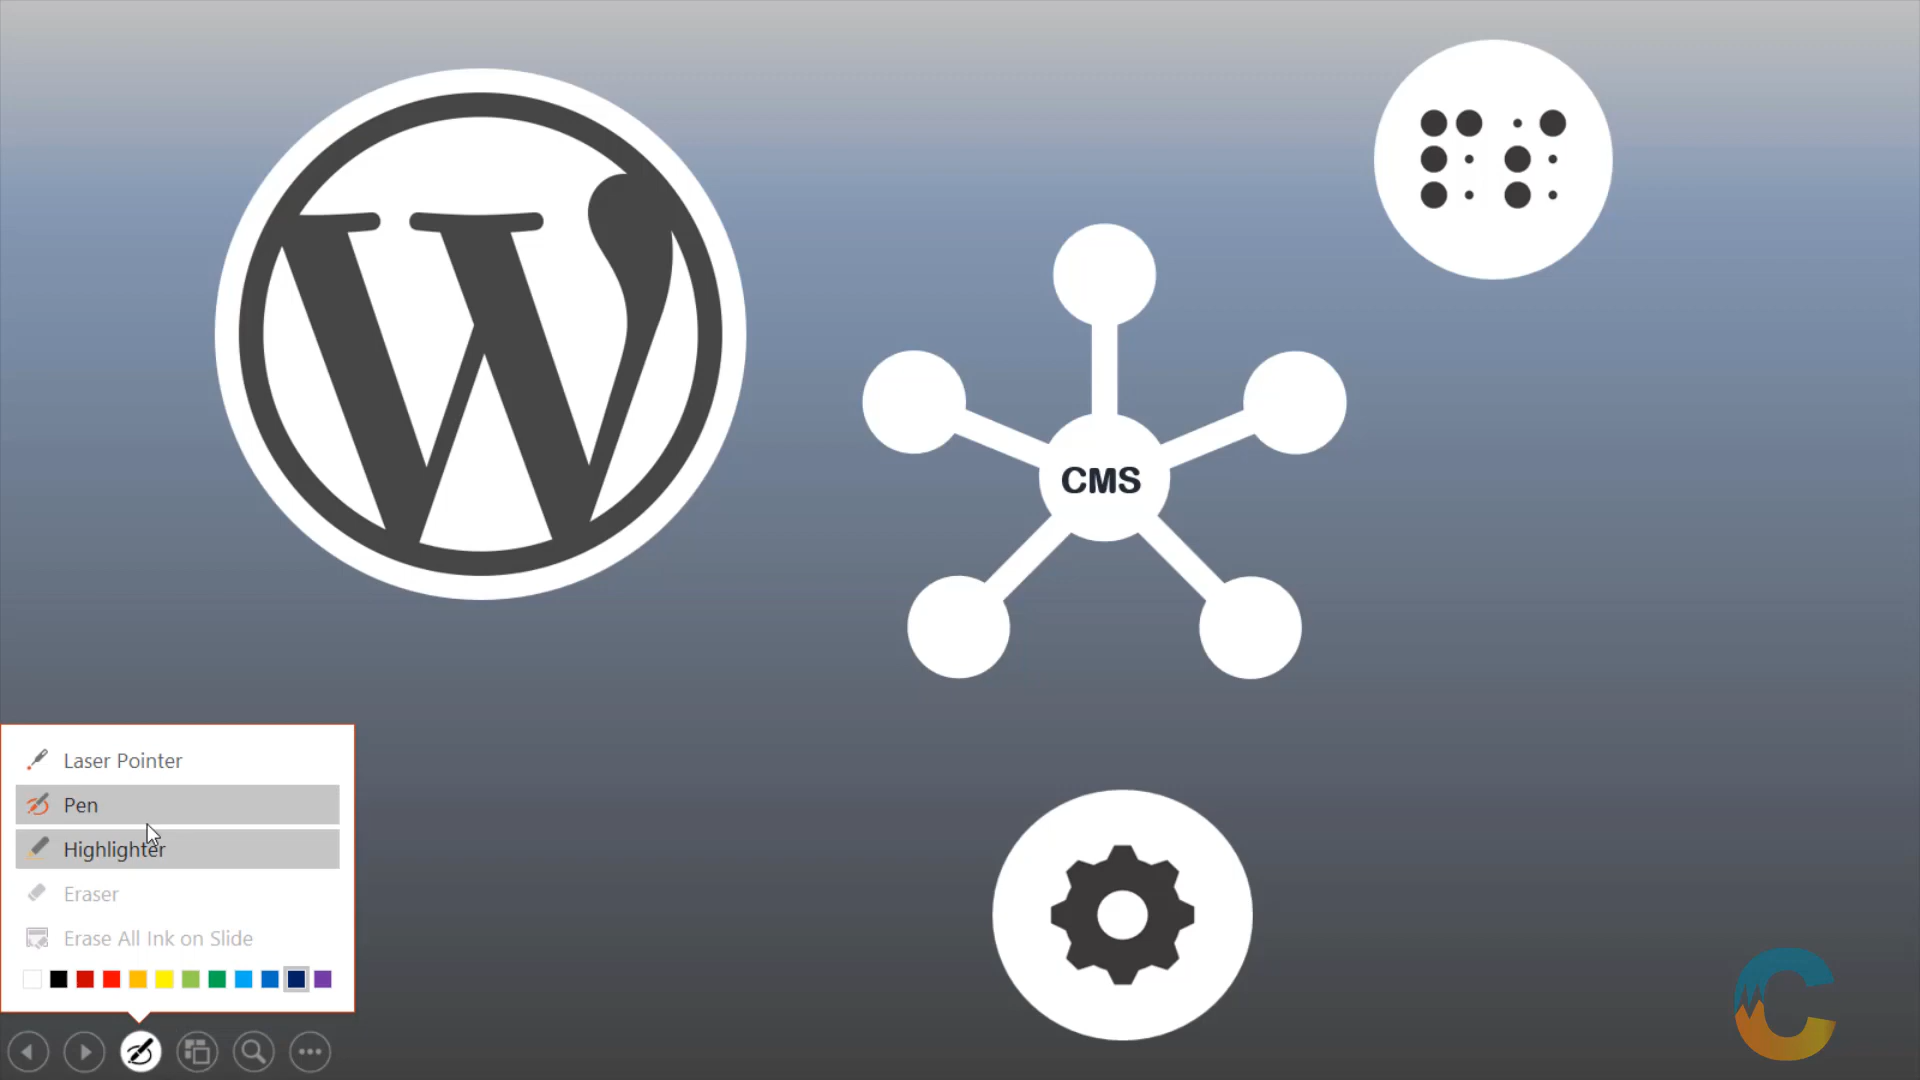 CMS
Laser Pointer
Pen
Highlighter
Eraser
Erase All Ink on Slide